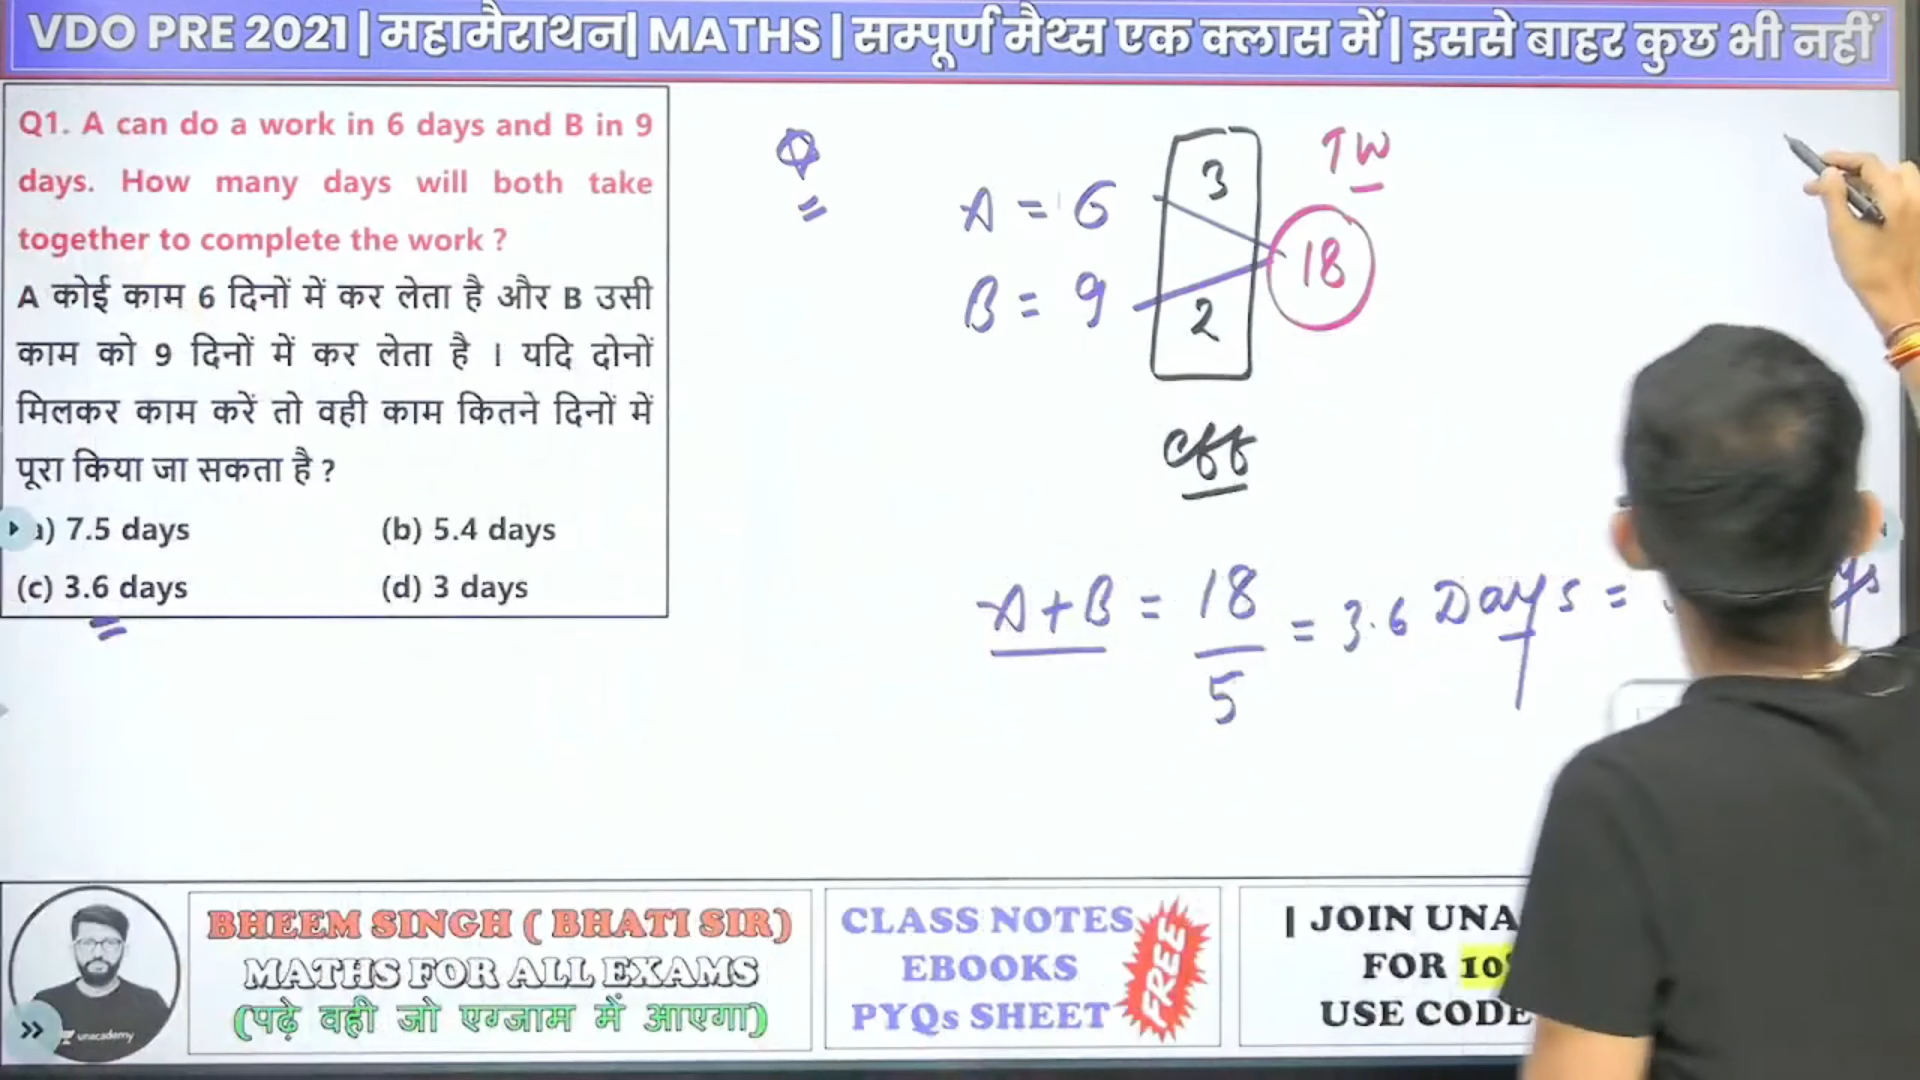 VDO PRE 2021 | महामैराथन| MATHS | सम्पूर्ण मैथ्स एक क्लास में| इससे बाहर कुछ भी नहीं
Q1. A can do a work in 6 days and B in 9
days. How many days will both take
together to complete the work ?
A कोई काम 6 दिनों में कर लेता है और B उसी
काम को 9 दिनों में कर लेता है । यदि दोनों
मिलकर काम करें तो वही काम कितने दिनों में
पूरा किया जा सकता है ?
a) 7.5 days (b) 5.4 days
(c) 3.6 days (d) 3 days
Q
A = 6 3 TW
18
B = 9 2
eff
A+B = 18/5 = 3.6 Days =
BHEEM SINGH ( BHATI SIR)
MATHS FOR ALL EXAMS
(पढ़े वही जो एग्जाम में आएगा)
unacademy
CLASS NOTES
EBOOKS
PYQs SHEET
FREE
| JOIN UNA
FOR 10
USE CODE